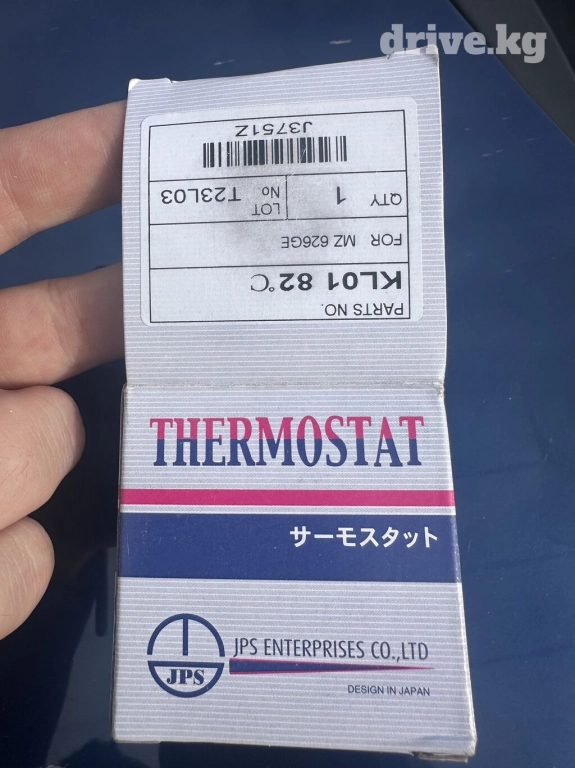 drive.kg
PARTS NO.
KL01 82°C
FOR MZ 626GE
QTY 1 LOT No T23L03
J3751Z
THERMOSTAT
サーモスタット
JPS
JPS ENTERPRISES CO.,LTD
DESIGN IN JAPAN